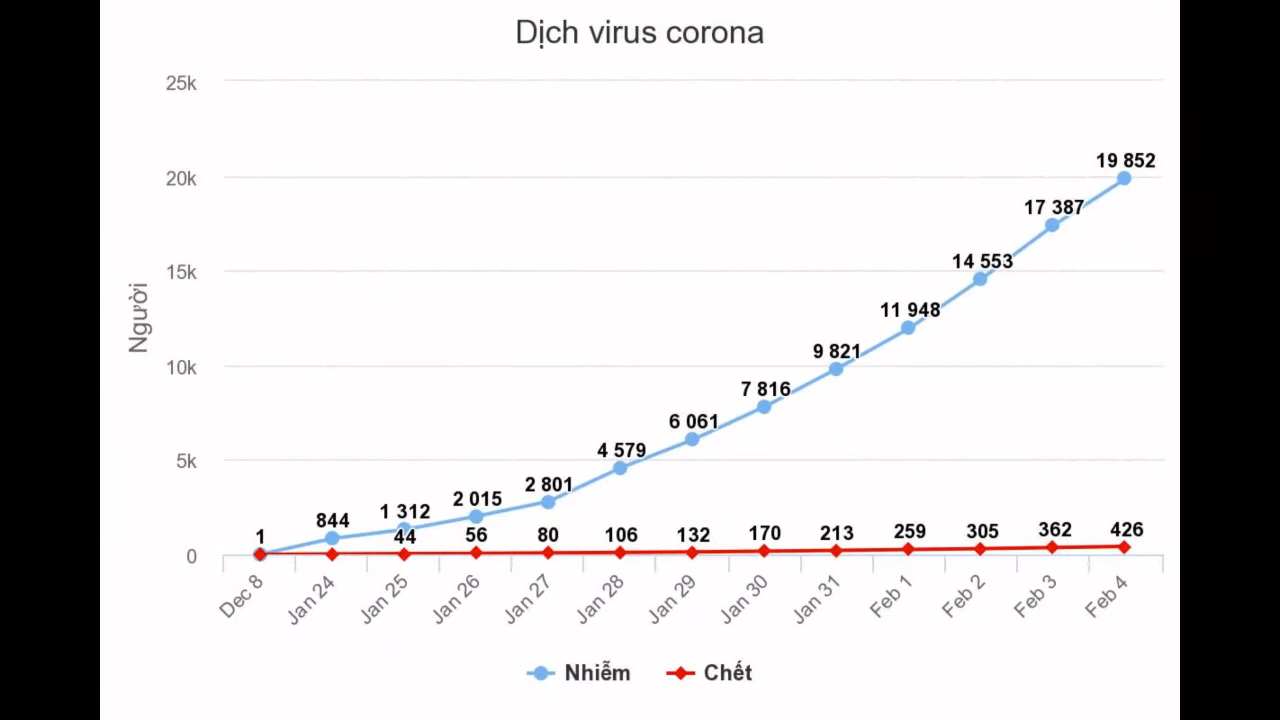 Dịch virus corona
25k
20k
15k
10k
5k
0
Người
19 852
17 387
14 553
11 948
9 821
7 816
6 061
4 579
2 801
2 015
1 312
844
1
44
56
80
106
132
170
213
259
305
362
426
Dec 8
Jan 24
Jan 25
Jan 26
Jan 27
Jan 28
Jan 29
Jan 30
Jan 31
Feb 1
Feb 2
Feb 3
Feb 4
Nhiễm
Chết